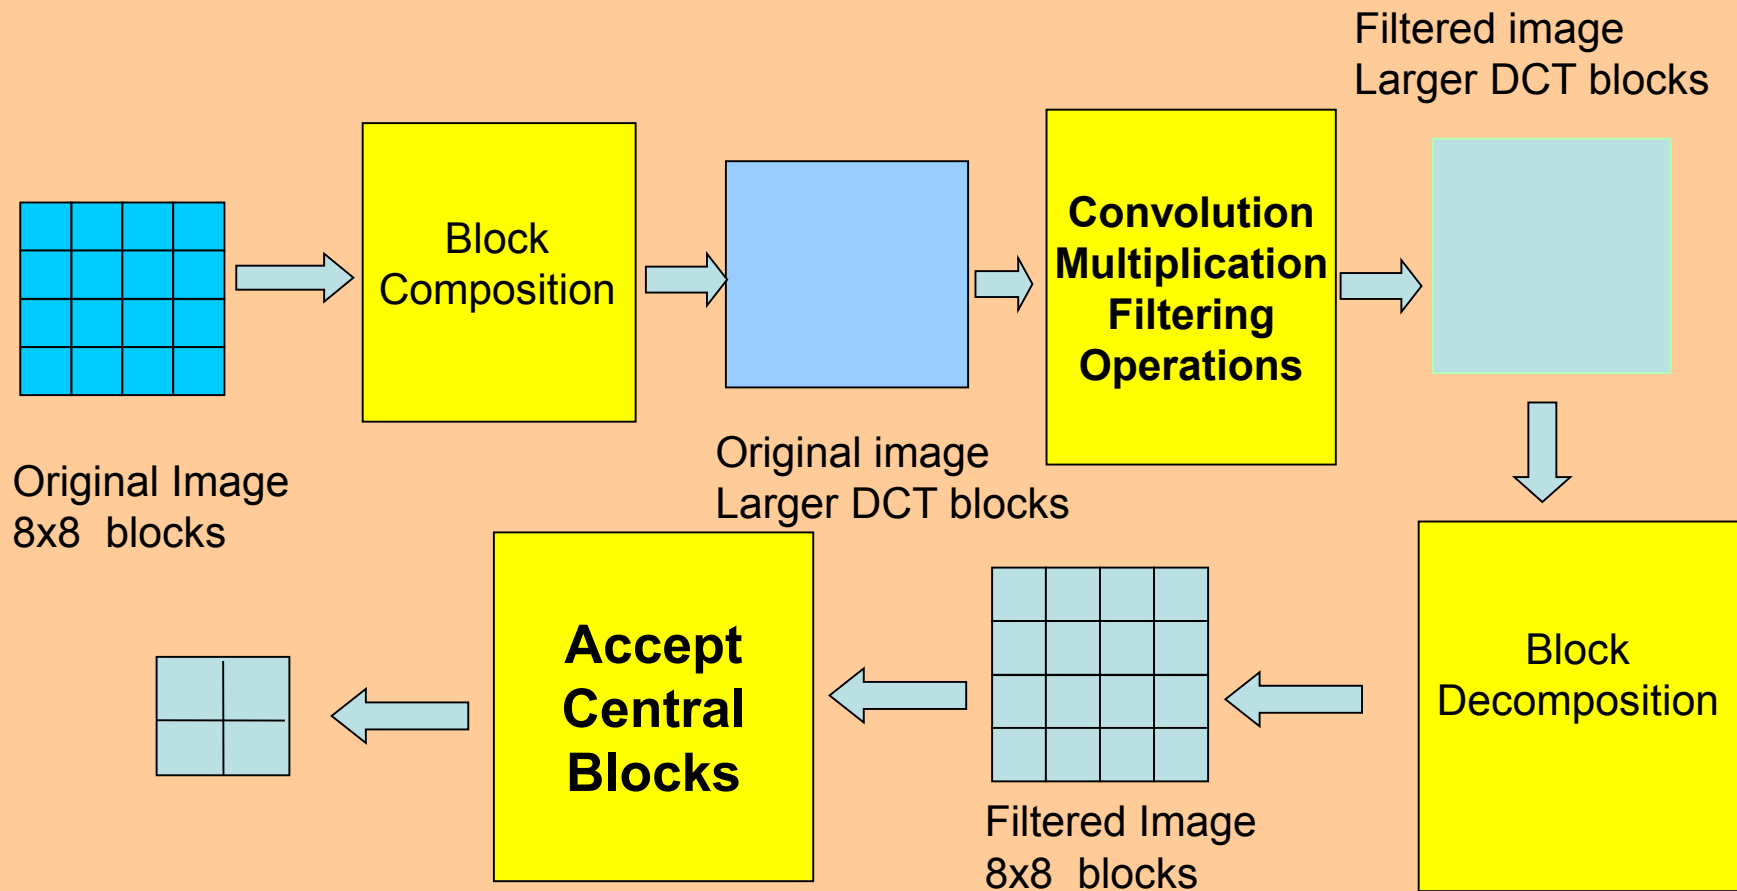 Filtered image
Larger DCT blocks
Block
Composition
Convolution
Multiplication
Filtering
Operations
Original Image
8x8  blocks
Original image
Larger DCT blocks
Accept
Central
Blocks
Block
Decomposition
Filtered Image
8x8  blocks